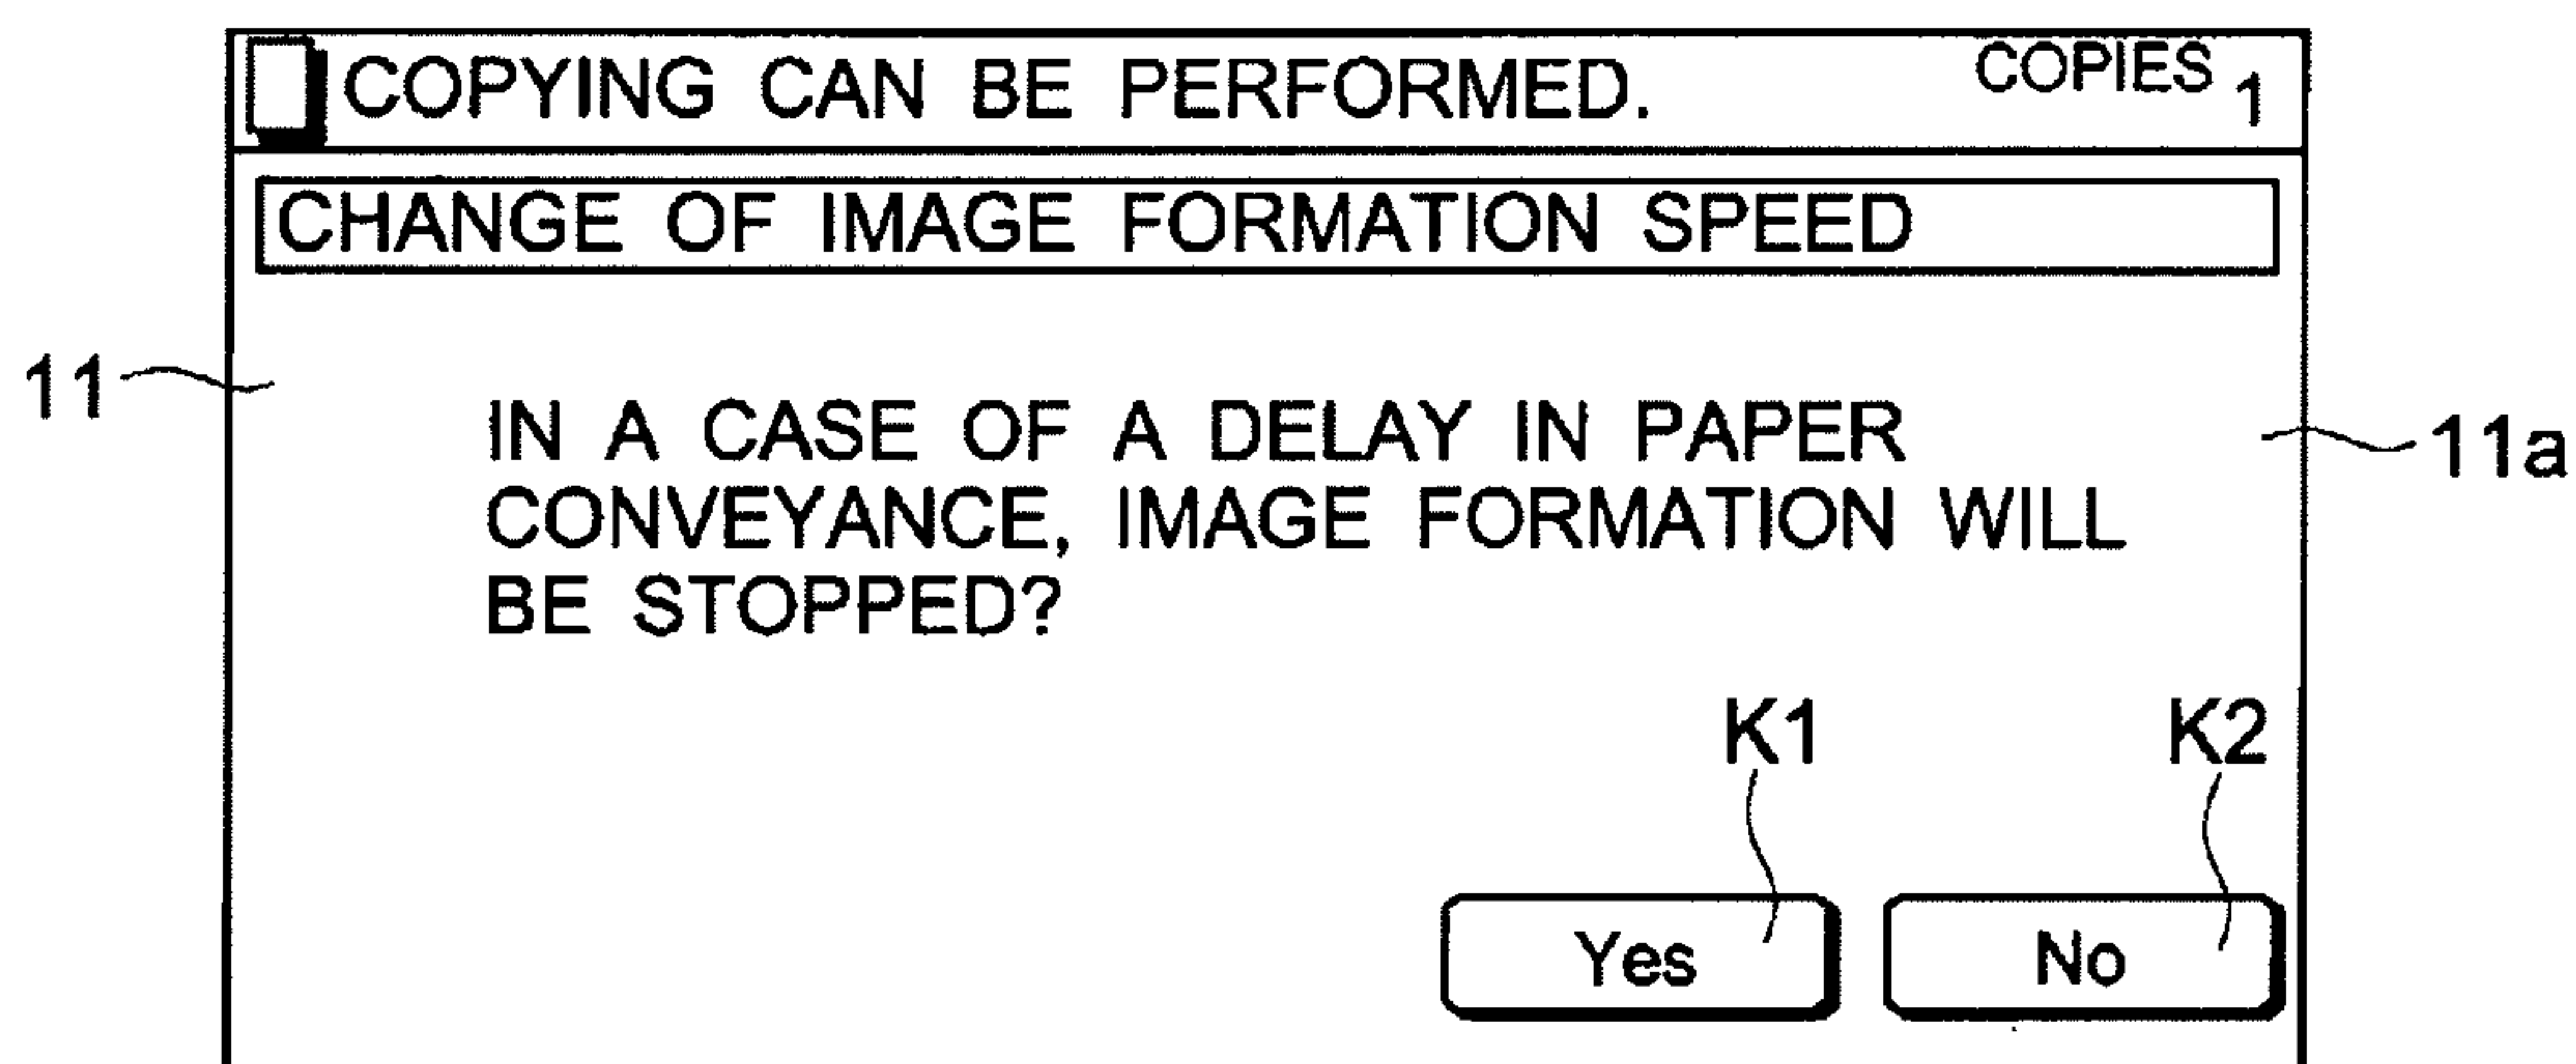 COPYING CAN BE PERFORMED. COPIES 1
CHANGE OF IMAGE FORMATION SPEED
11
IN A CASE OF A DELAY IN PAPER
11a
CONVEYANCE, IMAGE FORMATION WILL
BE STOPPED?
K1 K2
Yes No